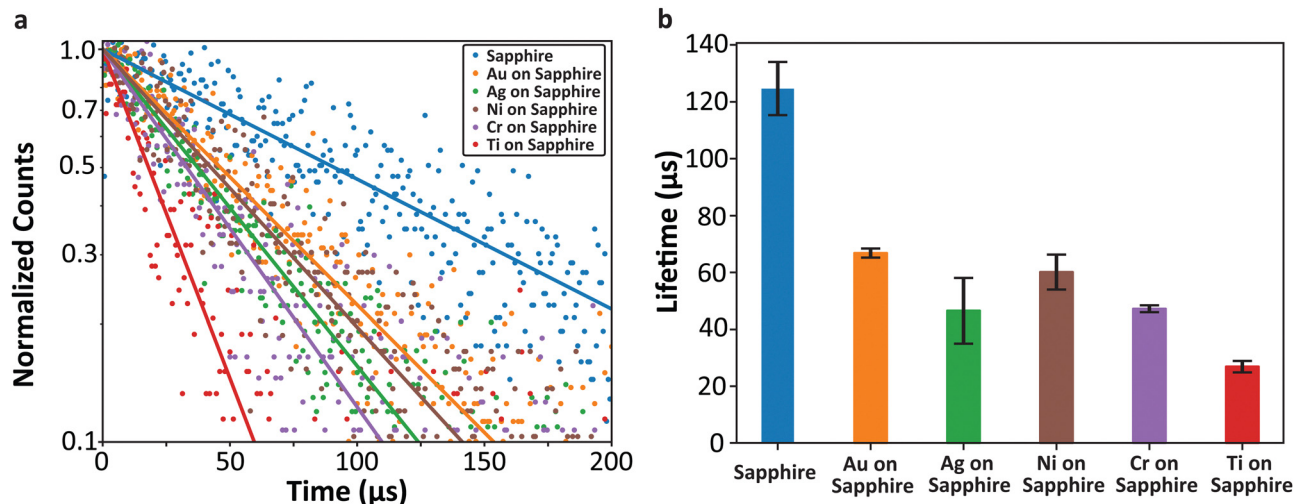 a
1.0
0.7
0.5
0.3
0.1
Normalized Counts
0
50
100
150
200
Time (µs)
Sapphire
Au on Sapphire
Ag on Sapphire
Ni on Sapphire
Cr on Sapphire
Ti on Sapphire
b
140
120
100
80
60
40
20
0
Lifetime (µs)
Sapphire
Au on
Sapphire
Ag on
Sapphire
Ni on
Sapphire
Cr on
Sapphire
Ti on
Sapphire